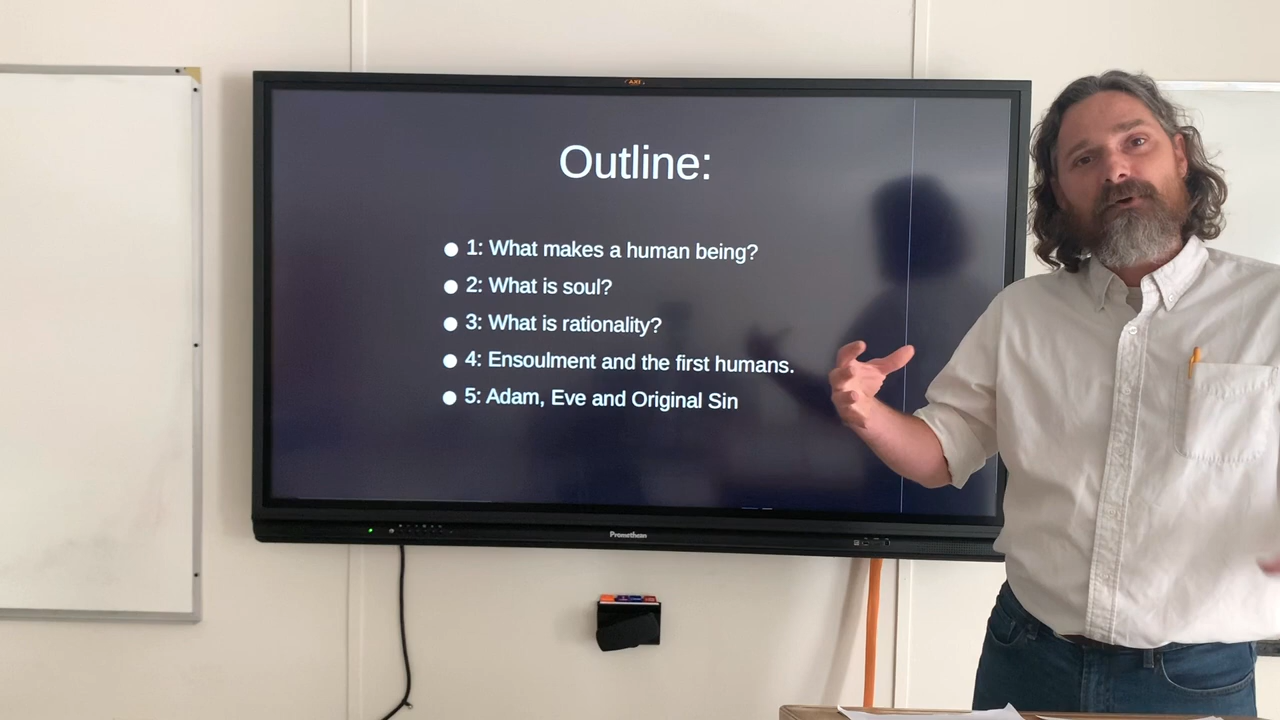 Outline:
1: What makes a human being?
2: What is soul?
3: What is rationality?
4: Ensoulment and the first humans.
5: Adam, Eve and Original Sin
Promethean